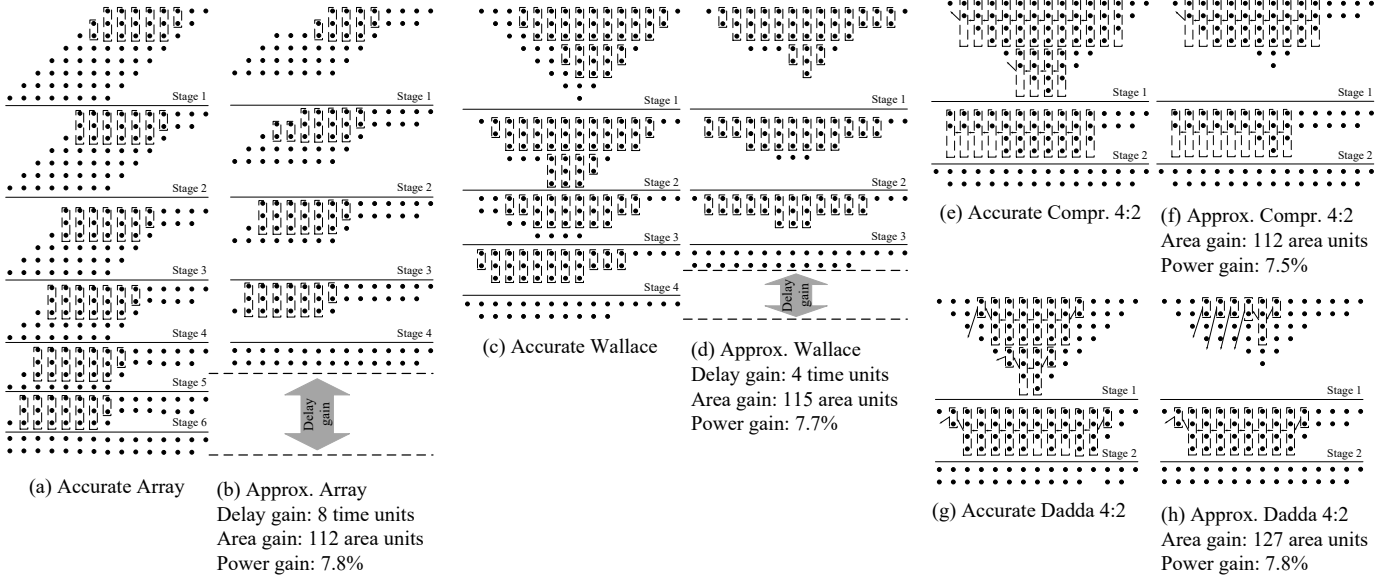 Stage 1
Stage 2
Stage 3
Stage 4
Stage 5
Stage 6
(a) Accurate Array
Stage 1
Stage 2
Stage 3
Stage 4
Delay
gain
(b) Approx. Array
Delay gain: 8 time units
Area gain: 112 area units
Power gain: 7.8%
Stage 1
Stage 2
Stage 3
Stage 4
(c) Accurate Wallace
Stage 1
Stage 2
Stage 3
Delay
gain
(d) Approx. Wallace
Delay gain: 4 time units
Area gain: 115 area units
Power gain: 7.7%
Stage 1
Stage 2
(e) Accurate Compr. 4:2
Stage 1
Stage 2
(f) Approx. Compr. 4:2
Area gain: 112 area units
Power gain: 7.5%
Stage 1
Stage 2
(g) Accurate Dadda 4:2
Stage 1
Stage 2
(h) Approx. Dadda 4:2
Area gain: 127 area units
Power gain: 7.8%